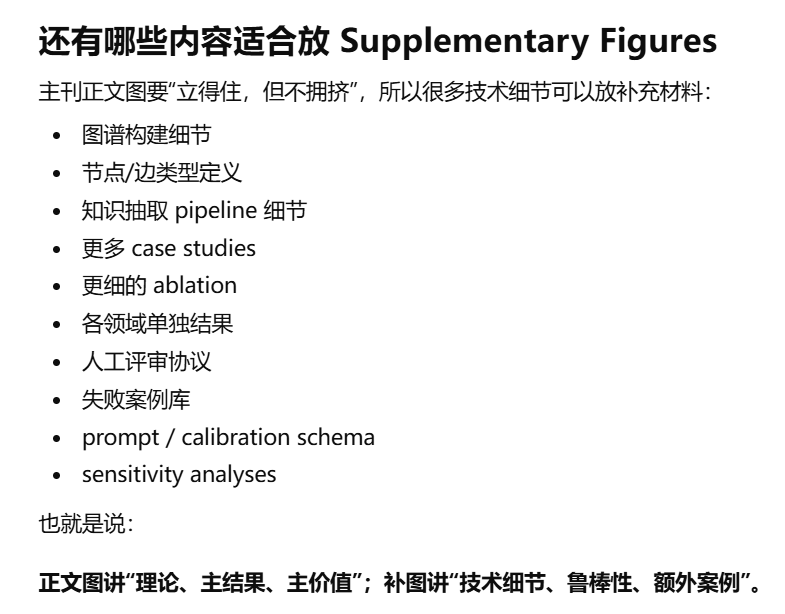 还有哪些内容适合放 Supplementary Figures
主刊正文图要“立得住，但不拥挤”，所以很多技术细节可以放补充材料：
• 图谱构建细节
• 节点/边类型定义
• 知识抽取 pipeline 细节
• 更多 case studies
• 更细的 ablation
• 各领域单独结果
• 人工评审协议
• 失败案例库
• prompt / calibration schema
• sensitivity analyses
也就是说：
正文图讲“理论、主结果、主价值”；补图讲“技术细节、鲁棒性、额外案例”。